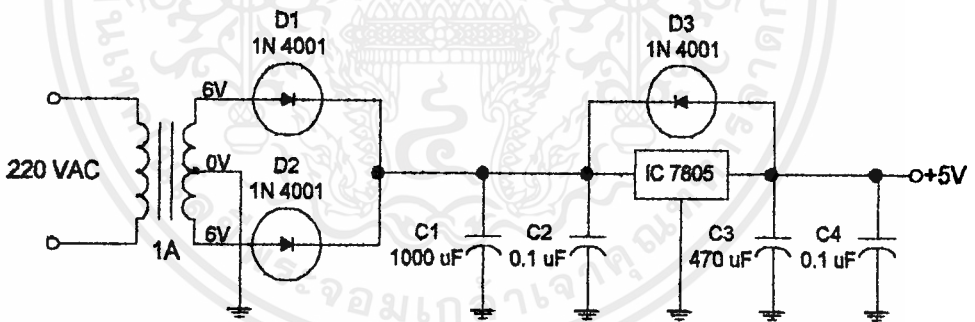 D1
1N 4001
D3
1N 4001
6V
220 VAC
0V
D2
1N 4001
IC 7805
+5V
6V
1A
C1
1000 uF
C2
0.1 uF
C3
470 uF
C4
0.1 uF